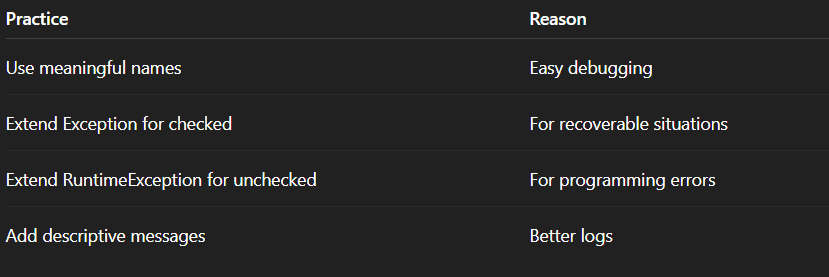 Practice Reason
Use meaningful names Easy debugging
Extend Exception for checked For recoverable situations
Extend RuntimeException for unchecked For programming errors
Add descriptive messages Better logs